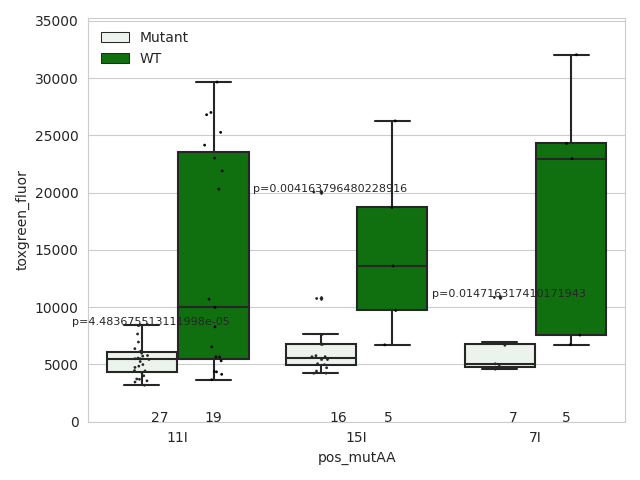 35000
30000
25000
20000
15000
10000
5000
0
toxgreen_fluor
Mutant
WT
p=0.004163796480228916
p=0.014716317410171943
p=4.483675513111998e-05
27 19 16 5 7 5
11I 15I 7I
pos_mutAA